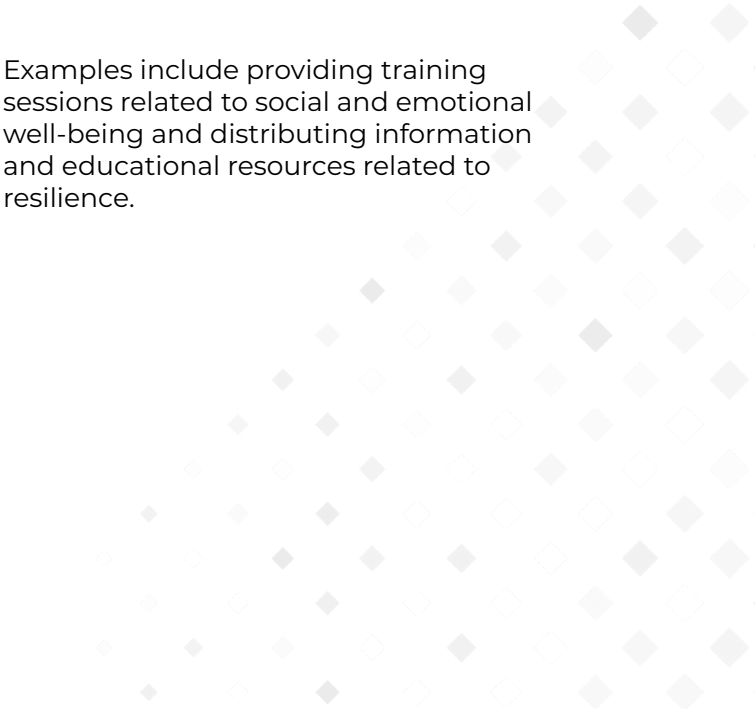 Examples include providing training
sessions related to social and emotional
well-being and distributing information
and educational resources related to
resilience.